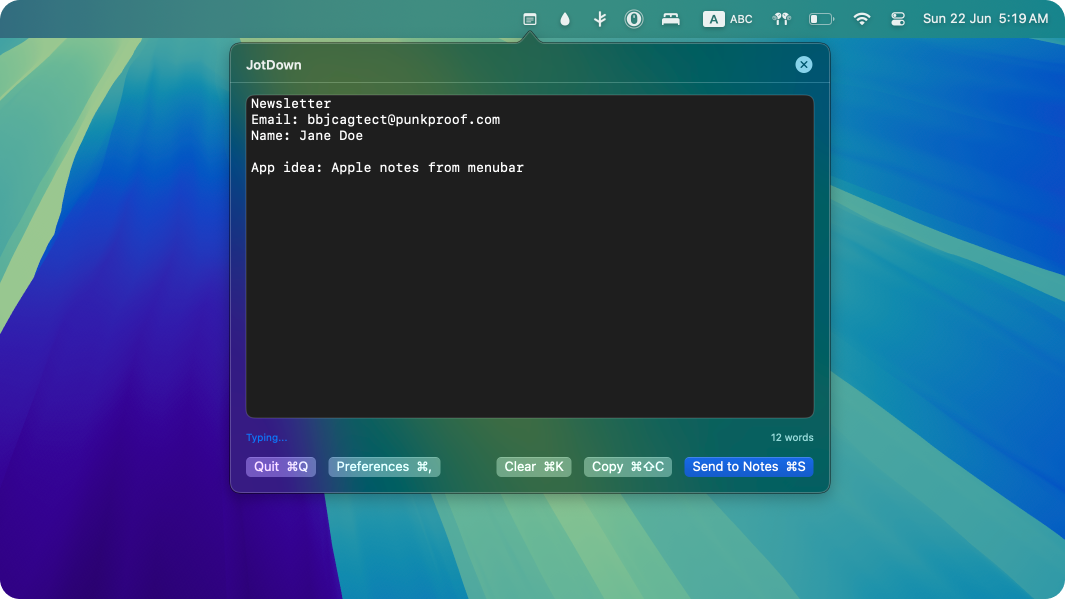 A ABC Sun 22 Jun 5:19 AM
JotDown
Newsletter
Email: bbjcagtect@punkproof.com
Name: Jane Doe
App idea: Apple notes from menubar
Typing... 12 words
Quit ⌘Q Preferences ⌘, Clear ⌘K Copy ⌘⇧C Send to Notes ⌘S